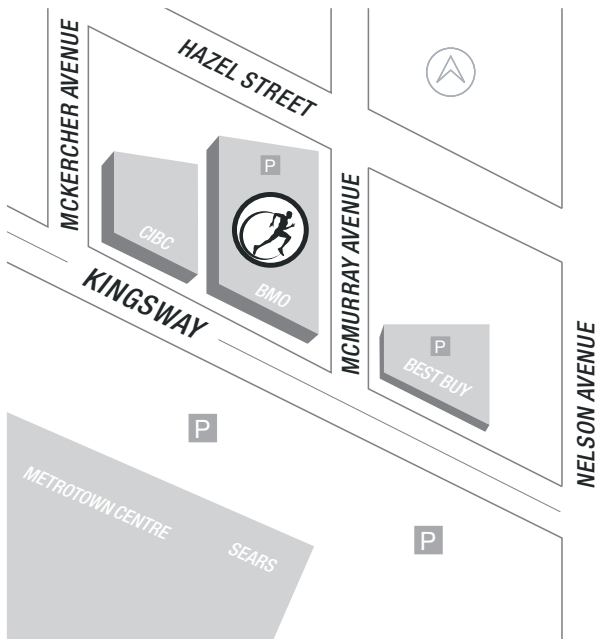 HAZEL STREET
MCKERCHER AVENUE
P
CIBC
BMO
MCMURRAY AVENUE
KINGSWAY
P
BEST BUY
NELSON AVENUE
P
METROTOWN CENTRE
SEARS
P